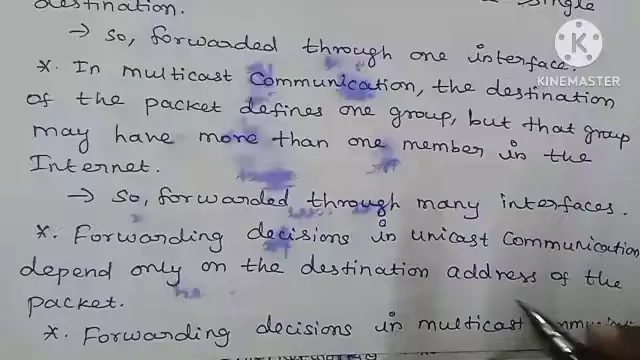 destination.
single
→ So, forwarded through one interface.
*. In multicast communication, the destination
of the packet defines one group, but that group
may have more than one member in the
Internet.
→ So, forwarded through many interfaces.
*. Forwarding decisions in unicast communication
depend only on the destination address of the
packet.
*. Forwarding decisions in multicast
KINEMASTER